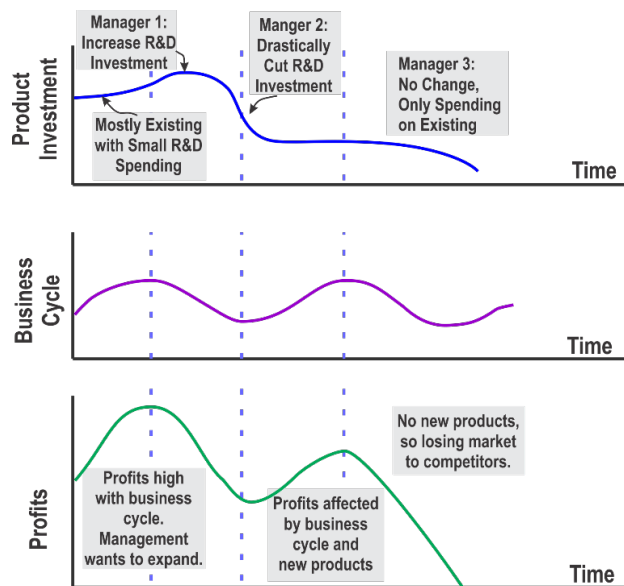 Manager 1:
Increase R&D
Investment
Manger 2:
Drastically
Cut R&D
Investment
Manager 3:
No Change,
Only Spending
on Existing
Product
Investment
Mostly Existing
with Small R&D
Spending
Time
Business
Cycle
Time
Profits
Profits high
with business
cycle.
Management
wants to expand.
Profits affected
by business
cycle and
new products
No new products,
so losing market
to competitors.